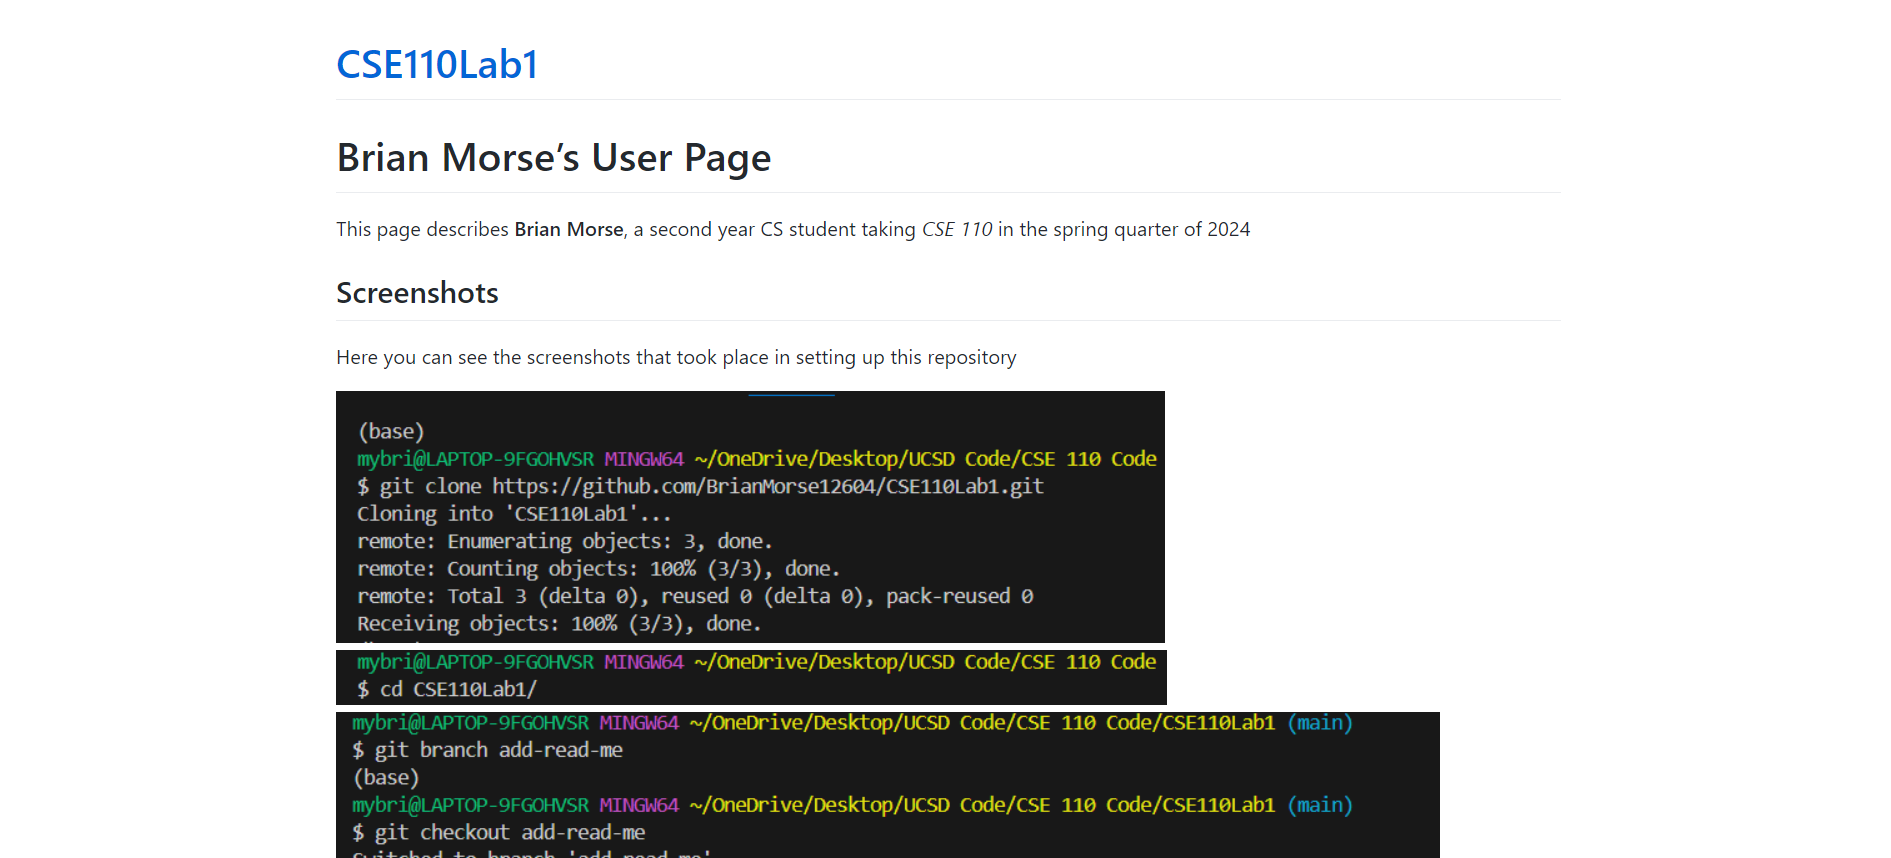 CSE110Lab1
Brian Morse’s User Page
This page describes Brian Morse, a second year CS student taking CSE 110 in the spring quarter of 2024
Screenshots
Here you can see the screenshots that took place in setting up this repository
(base)
mybri@LAPTOP-9FGOHVSR MINGW64 ~/OneDrive/Desktop/UCSD Code/CSE 110 Code
$ git clone https://github.com/BrianMorse12604/CSE110Lab1.git
Cloning into 'CSE110Lab1'...
remote: Enumerating objects: 3, done.
remote: Counting objects: 100% (3/3), done.
remote: Total 3 (delta 0), reused 0 (delta 0), pack-reused 0
Receiving objects: 100% (3/3), done.
mybri@LAPTOP-9FGOHVSR MINGW64 ~/OneDrive/Desktop/UCSD Code/CSE 110 Code
$ cd CSE110Lab1/
mybri@LAPTOP-9FGOHVSR MINGW64 ~/OneDrive/Desktop/UCSD Code/CSE 110 Code/CSE110Lab1 (main)
$ git branch add-read-me
(base)
mybri@LAPTOP-9FGOHVSR MINGW64 ~/OneDrive/Desktop/UCSD Code/CSE 110 Code/CSE110Lab1 (main)
$ git checkout add-read-me
Switched to branch 'add-read-me'